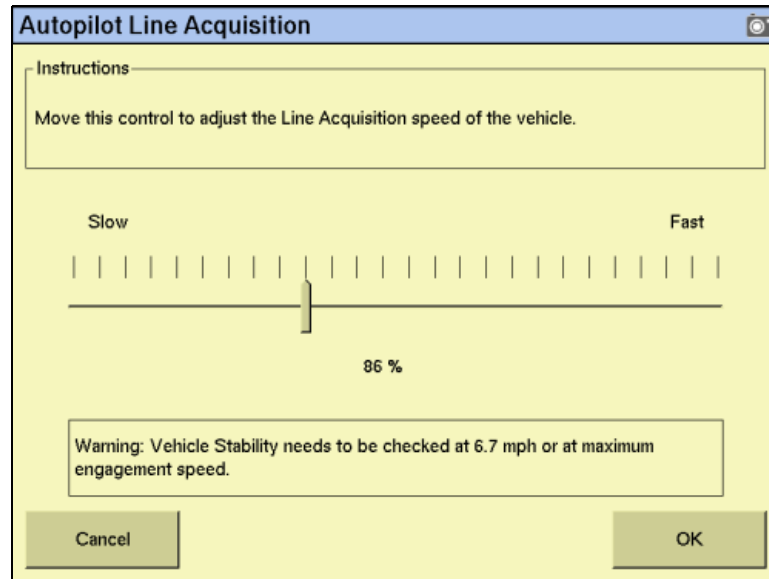 Autopilot Line Acquisition
Instructions
Move this control to adjust the Line Acquisition speed of the vehicle.
Slow Fast
86 %
Warning: Vehicle Stability needs to be checked at 6.7 mph or at maximum
engagement speed.
Cancel OK